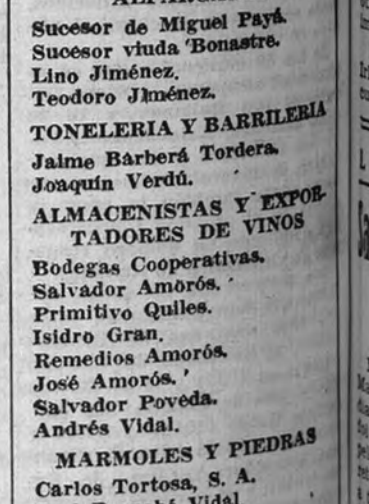 Sucesor de Miguel Payá.
Sucesor viuda Bonastre.
Lino Jiménez.
Teodoro Jiménez.
TONELERIA Y BARRILERIA
Jaime Barberá Tordera.
Joaquín Verdú.
ALMACENISTAS Y EXPOR-
TADORES DE VINOS
Bodegas Cooperativas.
Salvador Amorós.
Primitivo Quiles.
Isidro Gran.
Remedios Amorós.
José Amorós.
Salvador Poveda.
Andrés Vidal.
MARMOLES Y PIEDRAS
Carlos Tortosa, S. A.
Vidal